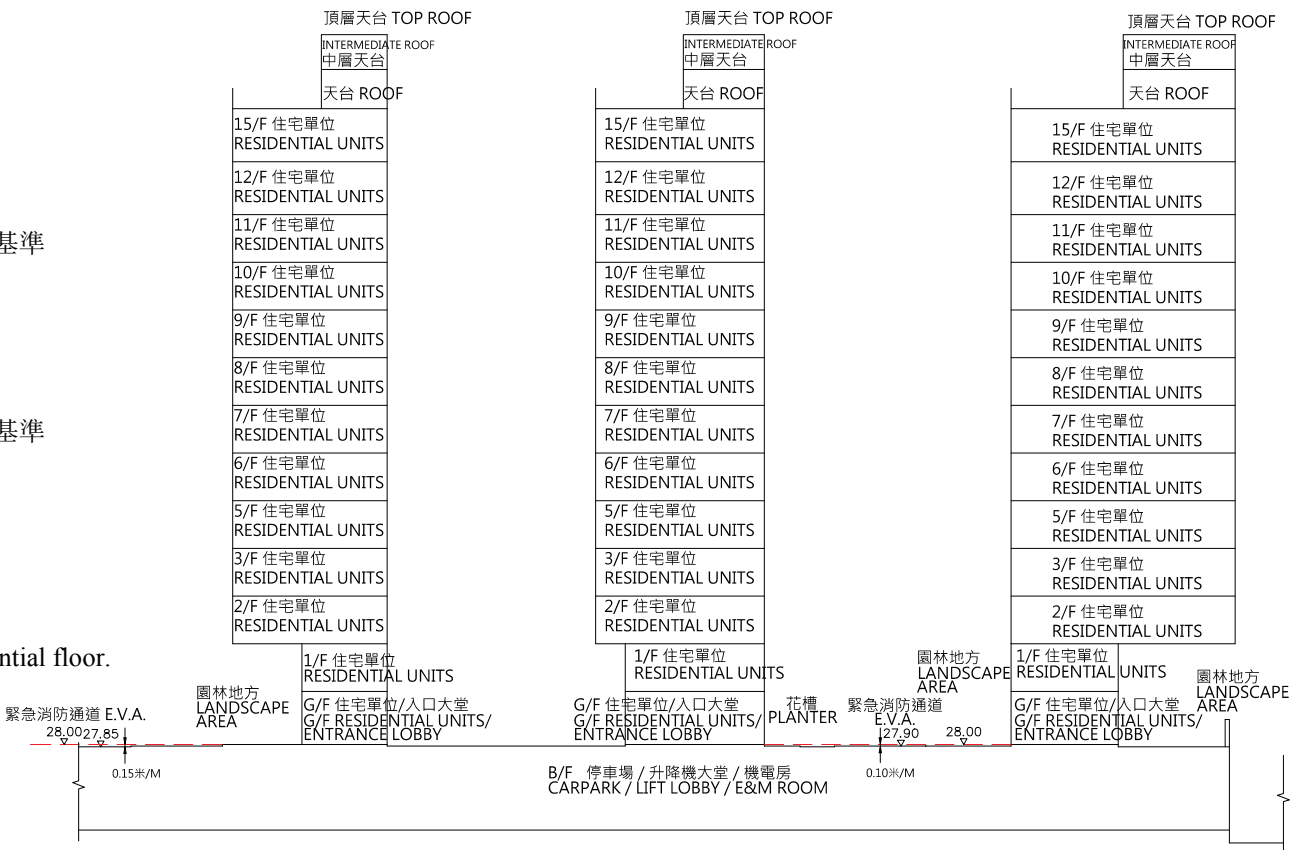 頂層天台 TOP ROOF
INTERMEDIATE ROOF
中層天台
天台 ROOF
15/F 住宅單位
RESIDENTIAL UNITS
12/F 住宅單位
RESIDENTIAL UNITS
11/F 住宅單位
RESIDENTIAL UNITS
10/F 住宅單位
RESIDENTIAL UNITS
9/F 住宅單位
RESIDENTIAL UNITS
8/F 住宅單位
RESIDENTIAL UNITS
7/F 住宅單位
RESIDENTIAL UNITS
6/F 住宅單位
RESIDENTIAL UNITS
5/F 住宅單位
RESIDENTIAL UNITS
3/F 住宅單位
RESIDENTIAL UNITS
2/F 住宅單位
RESIDENTIAL UNITS
1/F 住宅單位
RESIDENTIAL UNITS
G/F 住宅單位/入口大堂
G/F RESIDENTIAL UNITS/
ENTRANCE LOBBY
頂層天台 TOP ROOF
INTERMEDIATE ROOF
中層天台
天台 ROOF
15/F 住宅單位
RESIDENTIAL UNITS
12/F 住宅單位
RESIDENTIAL UNITS
11/F 住宅單位
RESIDENTIAL UNITS
10/F 住宅單位
RESIDENTIAL UNITS
9/F 住宅單位
RESIDENTIAL UNITS
8/F 住宅單位
RESIDENTIAL UNITS
7/F 住宅單位
RESIDENTIAL UNITS
6/F 住宅單位
RESIDENTIAL UNITS
5/F 住宅單位
RESIDENTIAL UNITS
3/F 住宅單位
RESIDENTIAL UNITS
2/F 住宅單位
RESIDENTIAL UNITS
1/F 住宅單位
RESIDENTIAL UNITS
G/F 住宅單位/入口大堂
G/F RESIDENTIAL UNITS/
ENTRANCE LOBBY
頂層天台 TOP ROOF
INTERMEDIATE ROOF
中層天台
天台 ROOF
15/F 住宅單位
RESIDENTIAL UNITS
12/F 住宅單位
RESIDENTIAL UNITS
11/F 住宅單位
RESIDENTIAL UNITS
10/F 住宅單位
RESIDENTIAL UNITS
9/F 住宅單位
RESIDENTIAL UNITS
8/F 住宅單位
RESIDENTIAL UNITS
7/F 住宅單位
RESIDENTIAL UNITS
6/F 住宅單位
RESIDENTIAL UNITS
5/F 住宅單位
RESIDENTIAL UNITS
3/F 住宅單位
RESIDENTIAL UNITS
2/F 住宅單位
RESIDENTIAL UNITS
1/F 住宅單位
RESIDENTIAL UNITS
G/F 住宅單位/入口大堂
G/F RESIDENTIAL UNITS/
ENTRANCE LOBBY
基準
基準
ntial floor.
緊急消防通道 E.V.A.
28.00 27.85
0.15米/M
園林地方
LANDSCAPE
AREA
花槽
PLANTER
緊急消防通道
E.V.A.
27.90 28.00
0.10米/M
園林地方
LANDSCAPE
AREA
園林地方
LANDSCAPE
AREA
B/F 停車場 / 升降機大堂 / 機電房
CARPARK / LIFT LOBBY / E&M ROOM